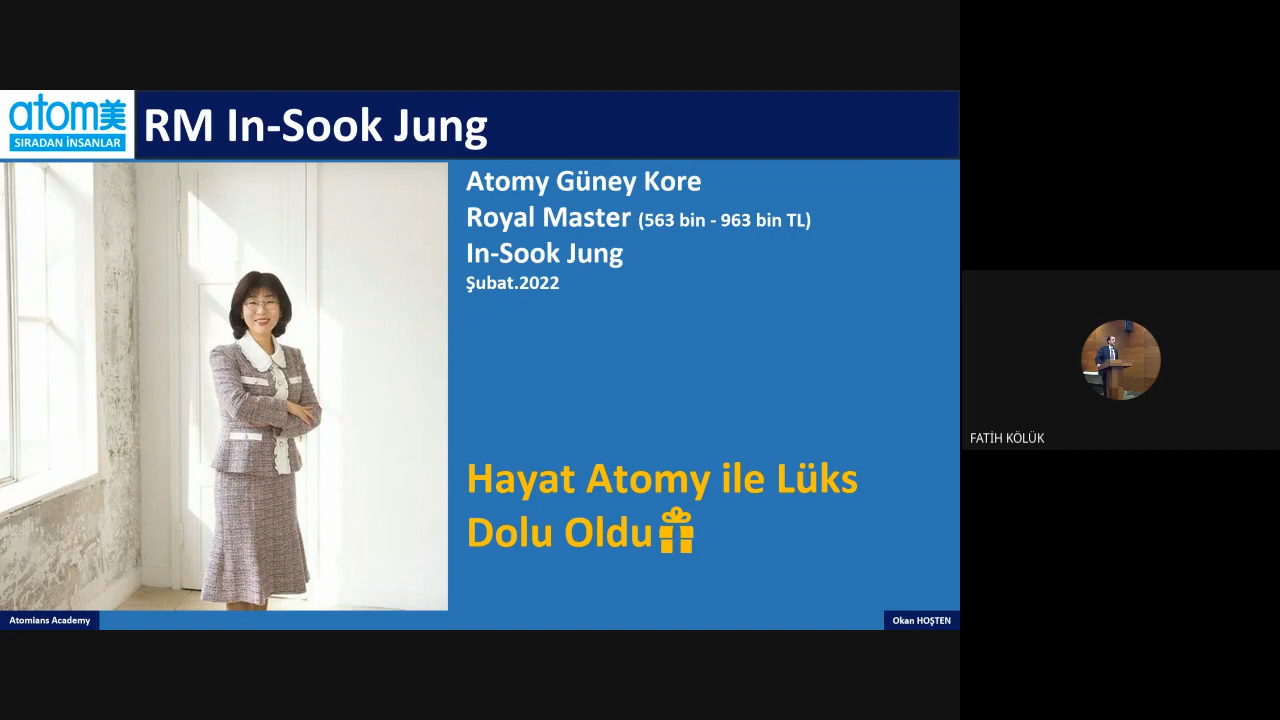 atom美
SIRADAN İNSANLAR
RM In-Sook Jung
Atomy Güney Kore
Royal Master (563 bin - 963 bin TL)
In-Sook Jung
Şubat.2022
Hayat Atomy ile Lüks
Dolu Oldu
Atomians Academy
Okan HOŞTEN
FATİH KÖLÜK